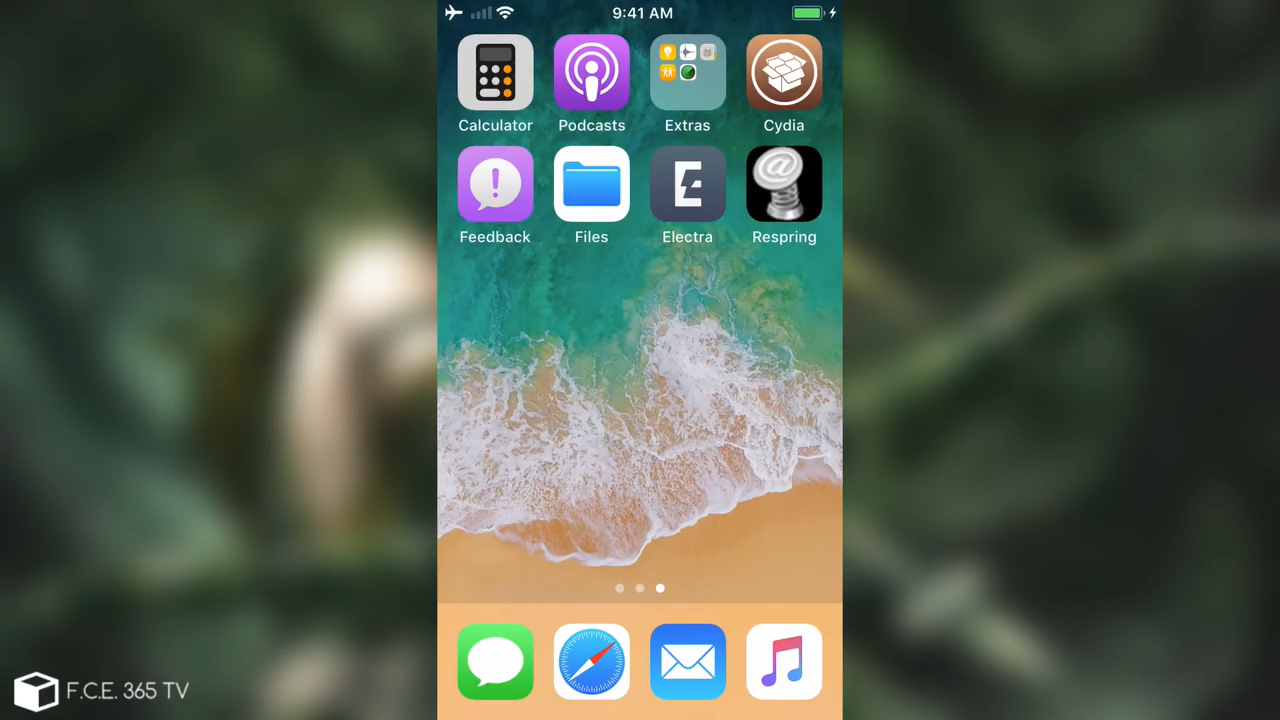 9:41 AM
Calculator Podcasts Extras Cydia
Feedback Files Electra Respring
F.C.E. 365 TV